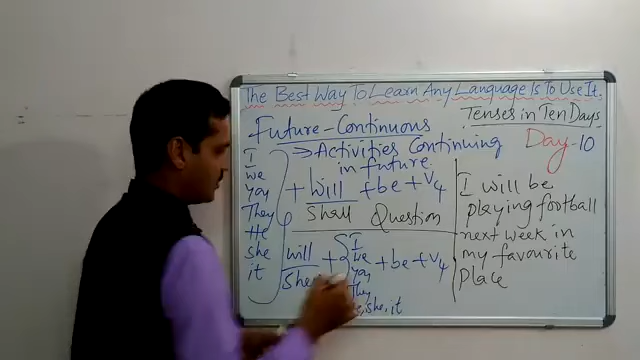 The Best Way To Learn Any Language Is To Use It.
Tenses in Ten Days
Future-Continuous
Day-10
→Activities Continuing
in future.
I
we
you
They
He
she
it
+ will + be + V4
Shall
Question
will + I + be + V4
we
you
They
she, it
I will be
playing football
next week in
my favourite
place